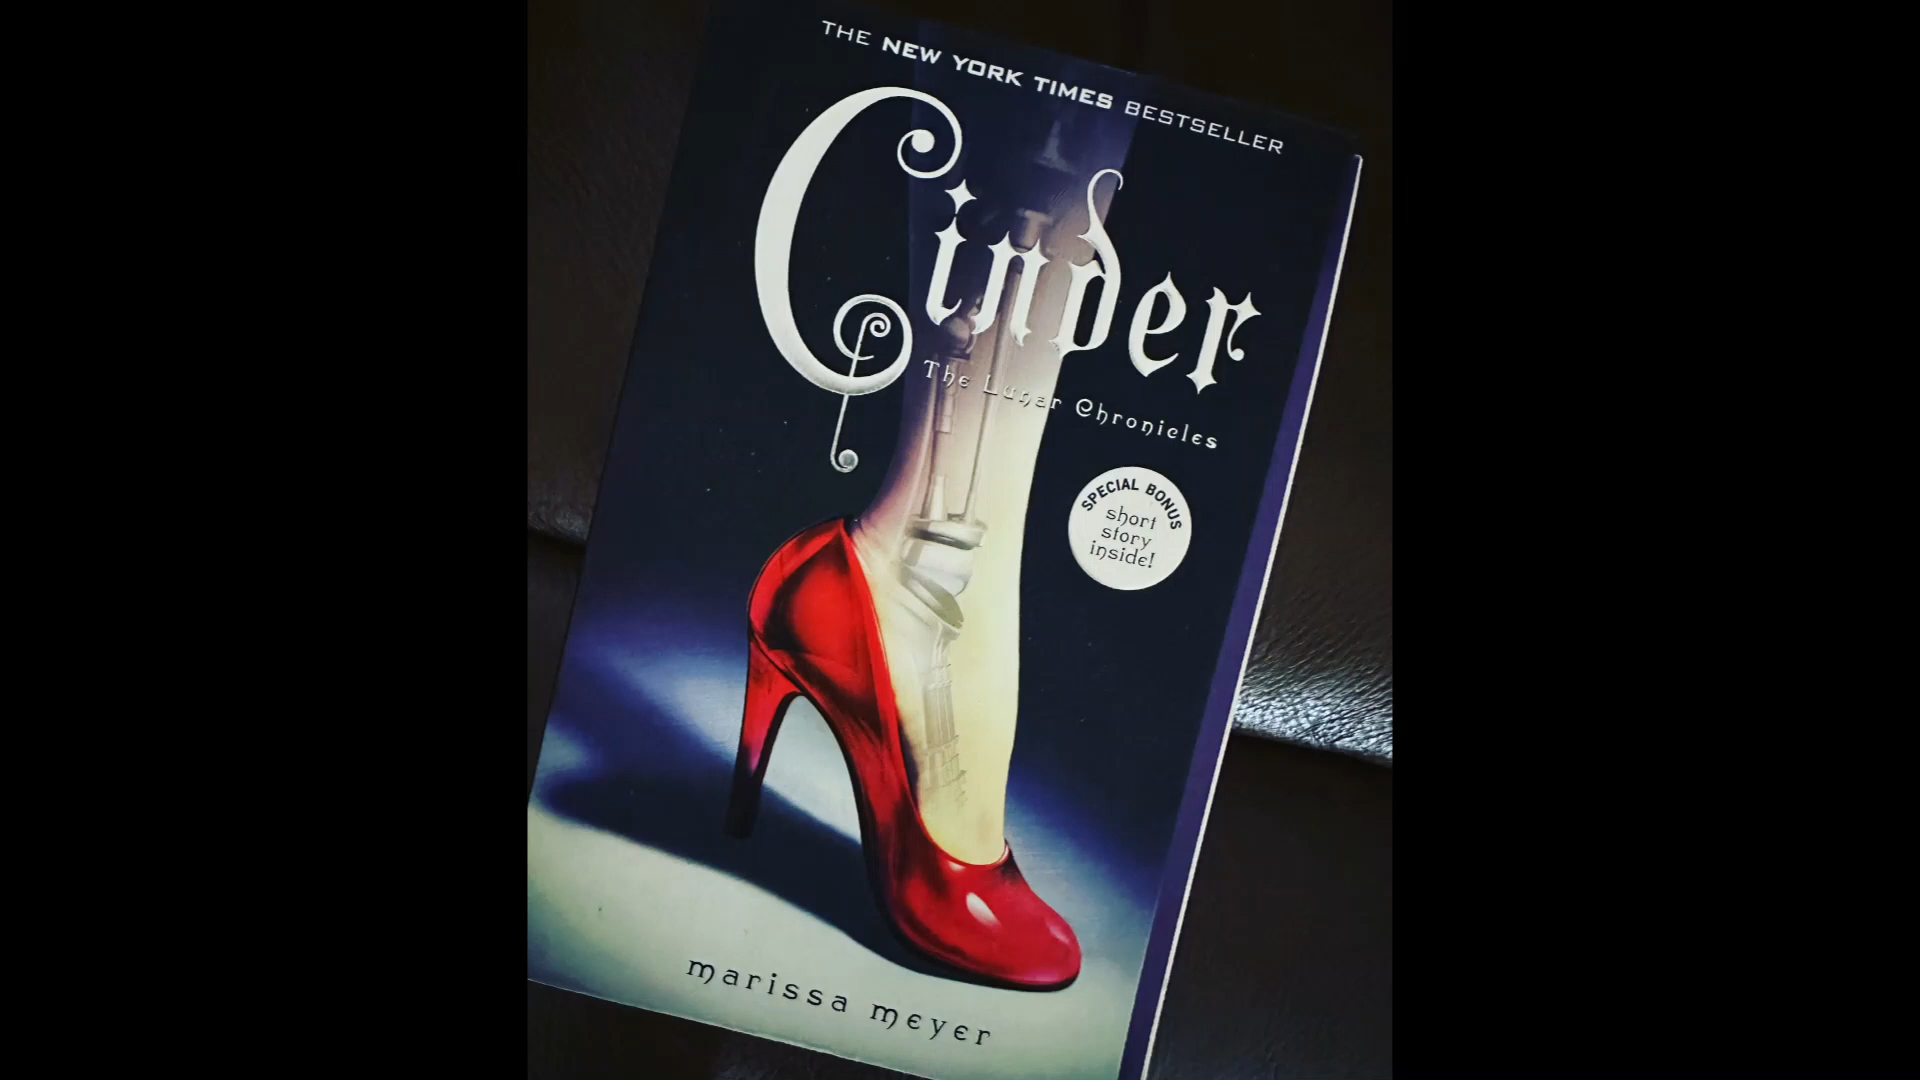 THE NEW YORK TIMES BESTSELLER
Cinder
The Lunar Chronicles
SPECIAL BONUS
short
story
inside!
marissa meyer